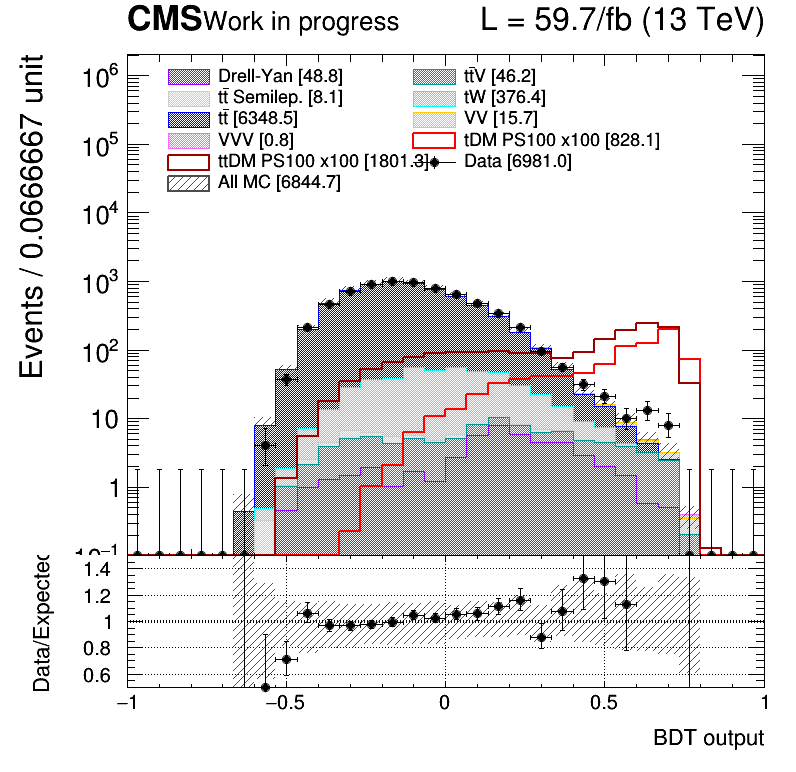 CMS Work in progress L = 59.7/fb (13 TeV)
Events / 0.0666667 unit
10⁶
10⁵
10⁴
10³
10²
10
1
10⁻¹
Drell-Yan [48.8] tt̄V [46.2]
tt̄ Semilep. [8.1] tW [376.4]
tt̄ [6348.5] VV [15.7]
VVV [0.8] tDM PS100 x100 [828.1]
ttDM PS100 x100 [1801.3] Data [6981.0]
All MC [6844.7]
Data/Expected
1.4
1.2
1
0.8
0.6
−1 −0.5 0 0.5 1
BDT output